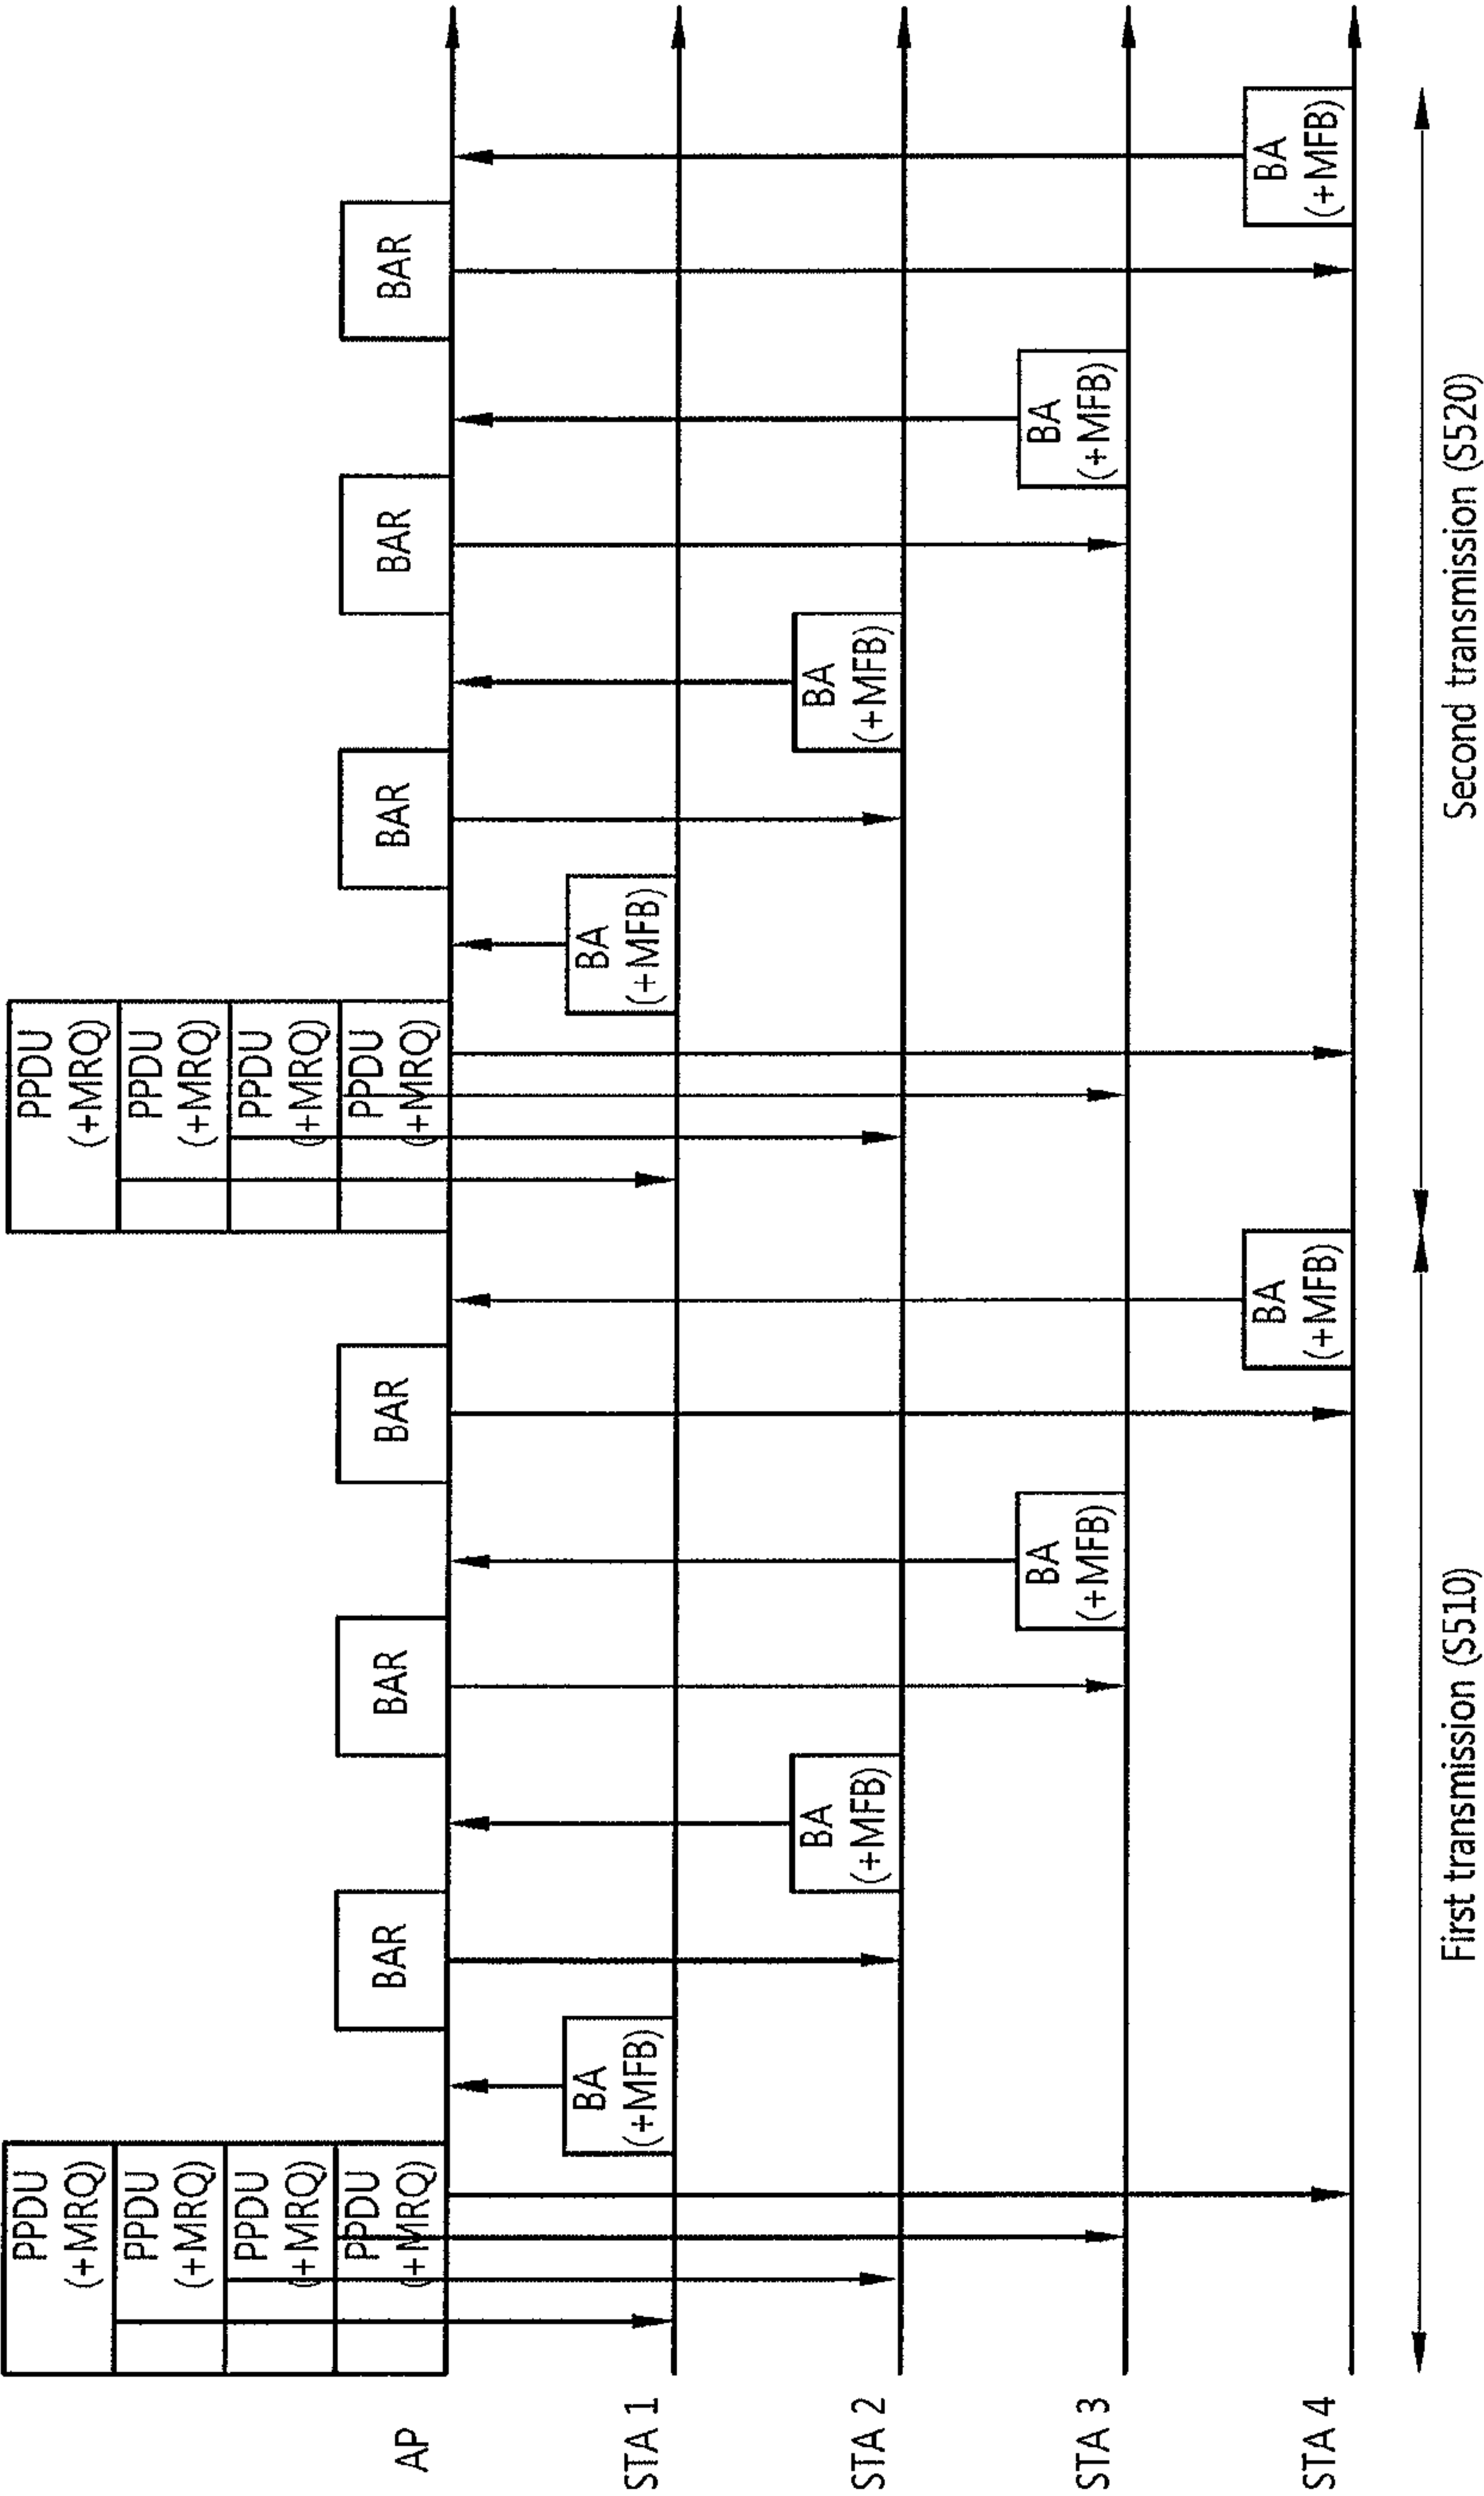 PPDU
(+MRQ)
PPDU
(+MRQ)
PPDU
(+MRQ)
PPDU
(+MRQ)
PPDU
(+MRQ)
PPDU
(+MRQ)
PPDU
(+MRQ)
PPDU
(+MRQ)
AP
BAR
BAR
BAR
BAR
BAR
BAR
STA 1
BA
(+MFB)
BA
(+MFB)
STA 2
BA
(+MFB)
BA
(+MFB)
STA 3
BA
(+MFB)
BA
(+MFB)
STA 4
BA
(+MFB)
BA
(+MFB)
First transmission (S510)
Second transmission (S520)